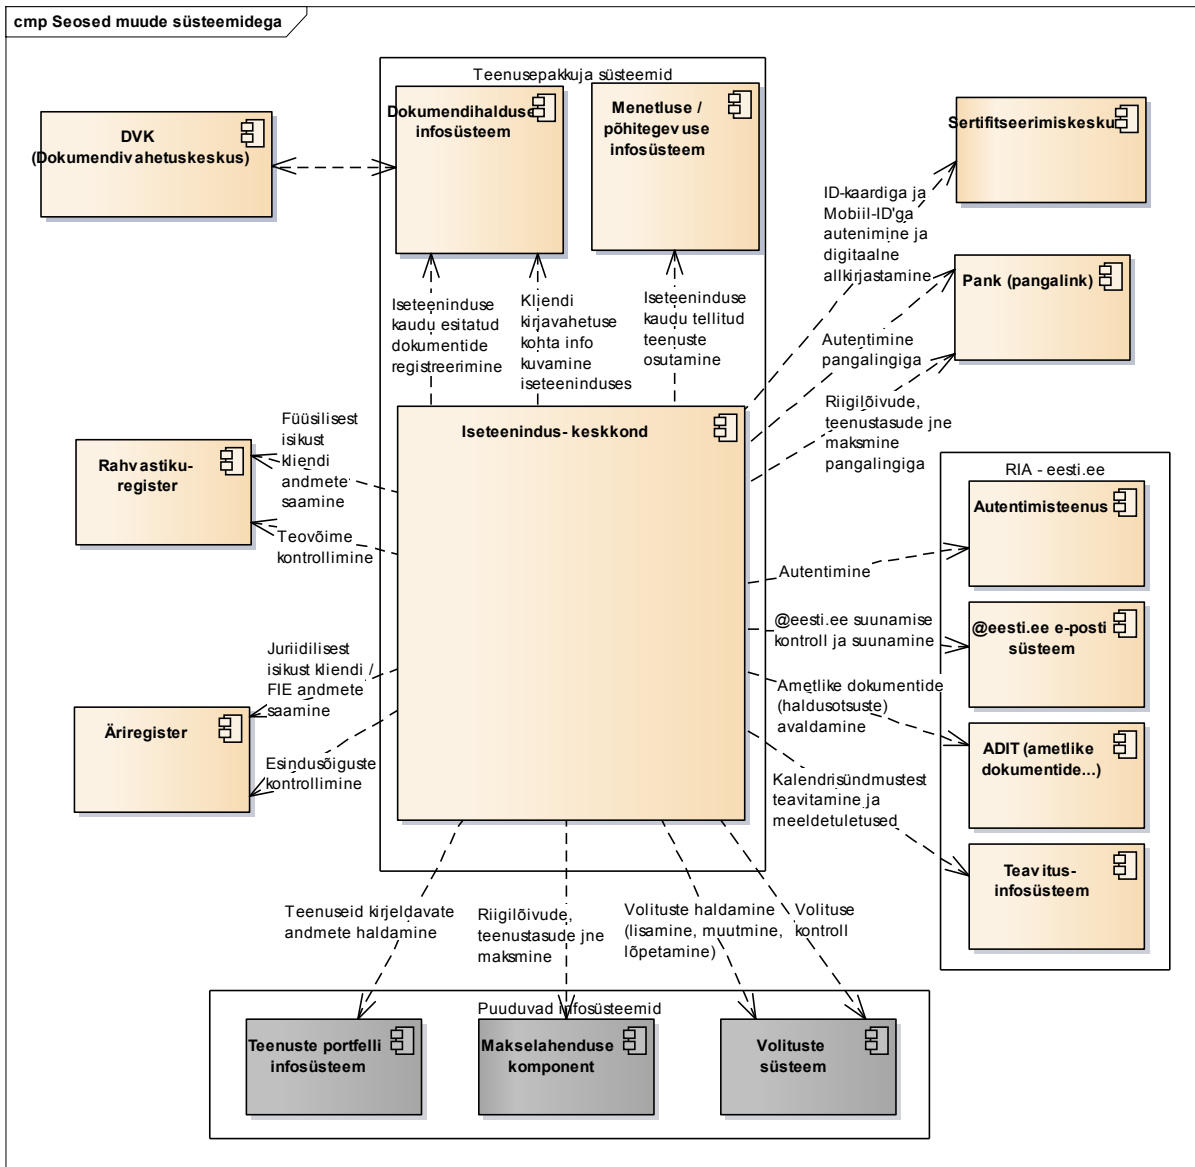 cmp Seosed muude süsteemidega
Teenusepakkuja süsteemid
DVK
(Dokumendivahetuskeskus)
Dokumendihalduse
infosüsteem
Menetluse /
põhitegevuse
infosüsteem
Sertifitseerimiskesku
ID-kaardiga ja
Mobiil-ID'ga
autenimine ja
digitaalne
allkirjastamine
Pank (pangalink)
Iseteeninduse
kaudu esitatud
dokumentide
registreerimine
Kliendi
kirjavahetuse
kohta info
kuvamine
iseteeninduses
Iseteeninduse
kaudu tellitud
teenuste
osutamine
Autentimine
pangalingiga
Riigilõivude,
teenustasude jne
maksmine
pangalingiga
Iseteenindus- keskkond
Füüsilisest
isikust
kliendi
andmete
saamine
Rahvastiku-
register
Teovõime
kontrollimine
RIA - eesti.ee
Autentimisteenus
Autentimine
@eesti.ee suunamise
kontroll ja suunamine
@eesti.ee e-posti
süsteem
Juriidilisest
isikust kliendi /
FIE andmete
saamine
Äriregister
Esindusõiguste
kontrollimine
Ametlike dokumentide
(haldusotsuste)
avaldamine
ADIT (ametlike
dokumentide...)
Kalendrisündmustest
teavitamine ja
meeldetuletused
Teavitus-
infosüsteem
Teenuseid kirjeldavate
andmete haldamine
Riigilõivude,
teenustasude jne
maksmine
Volituste haldamine
(lisamine, muutmine,
lõpetamine)
Volituse
kontroll
Puuduvad infosüsteemid
Teenuste portfelli
infosüsteem
Makselahenduse
komponent
Volituste
süsteem